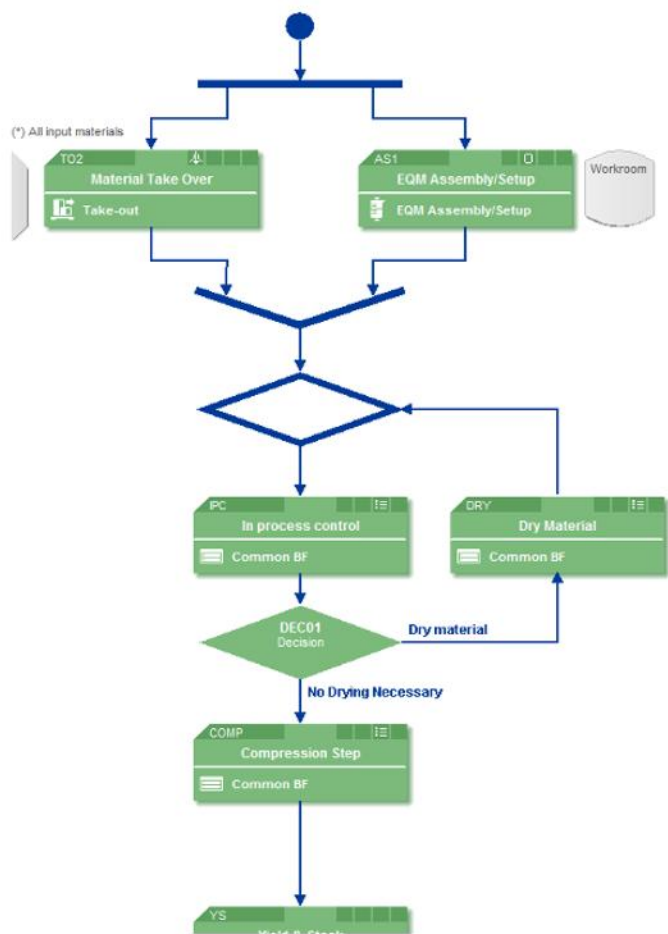 (*) All input materials
TO2
Material Take Over
Take-out
AS1
EQM Assembly/Setup
EQM Assembly/Setup
Workroom
IPC
In process control
Common BF
DRY
Dry Material
Common BF
DEC01
Decision
Dry material
No Drying Necessary
COMP
Compression Step
Common BF
YS
Yield & Stock